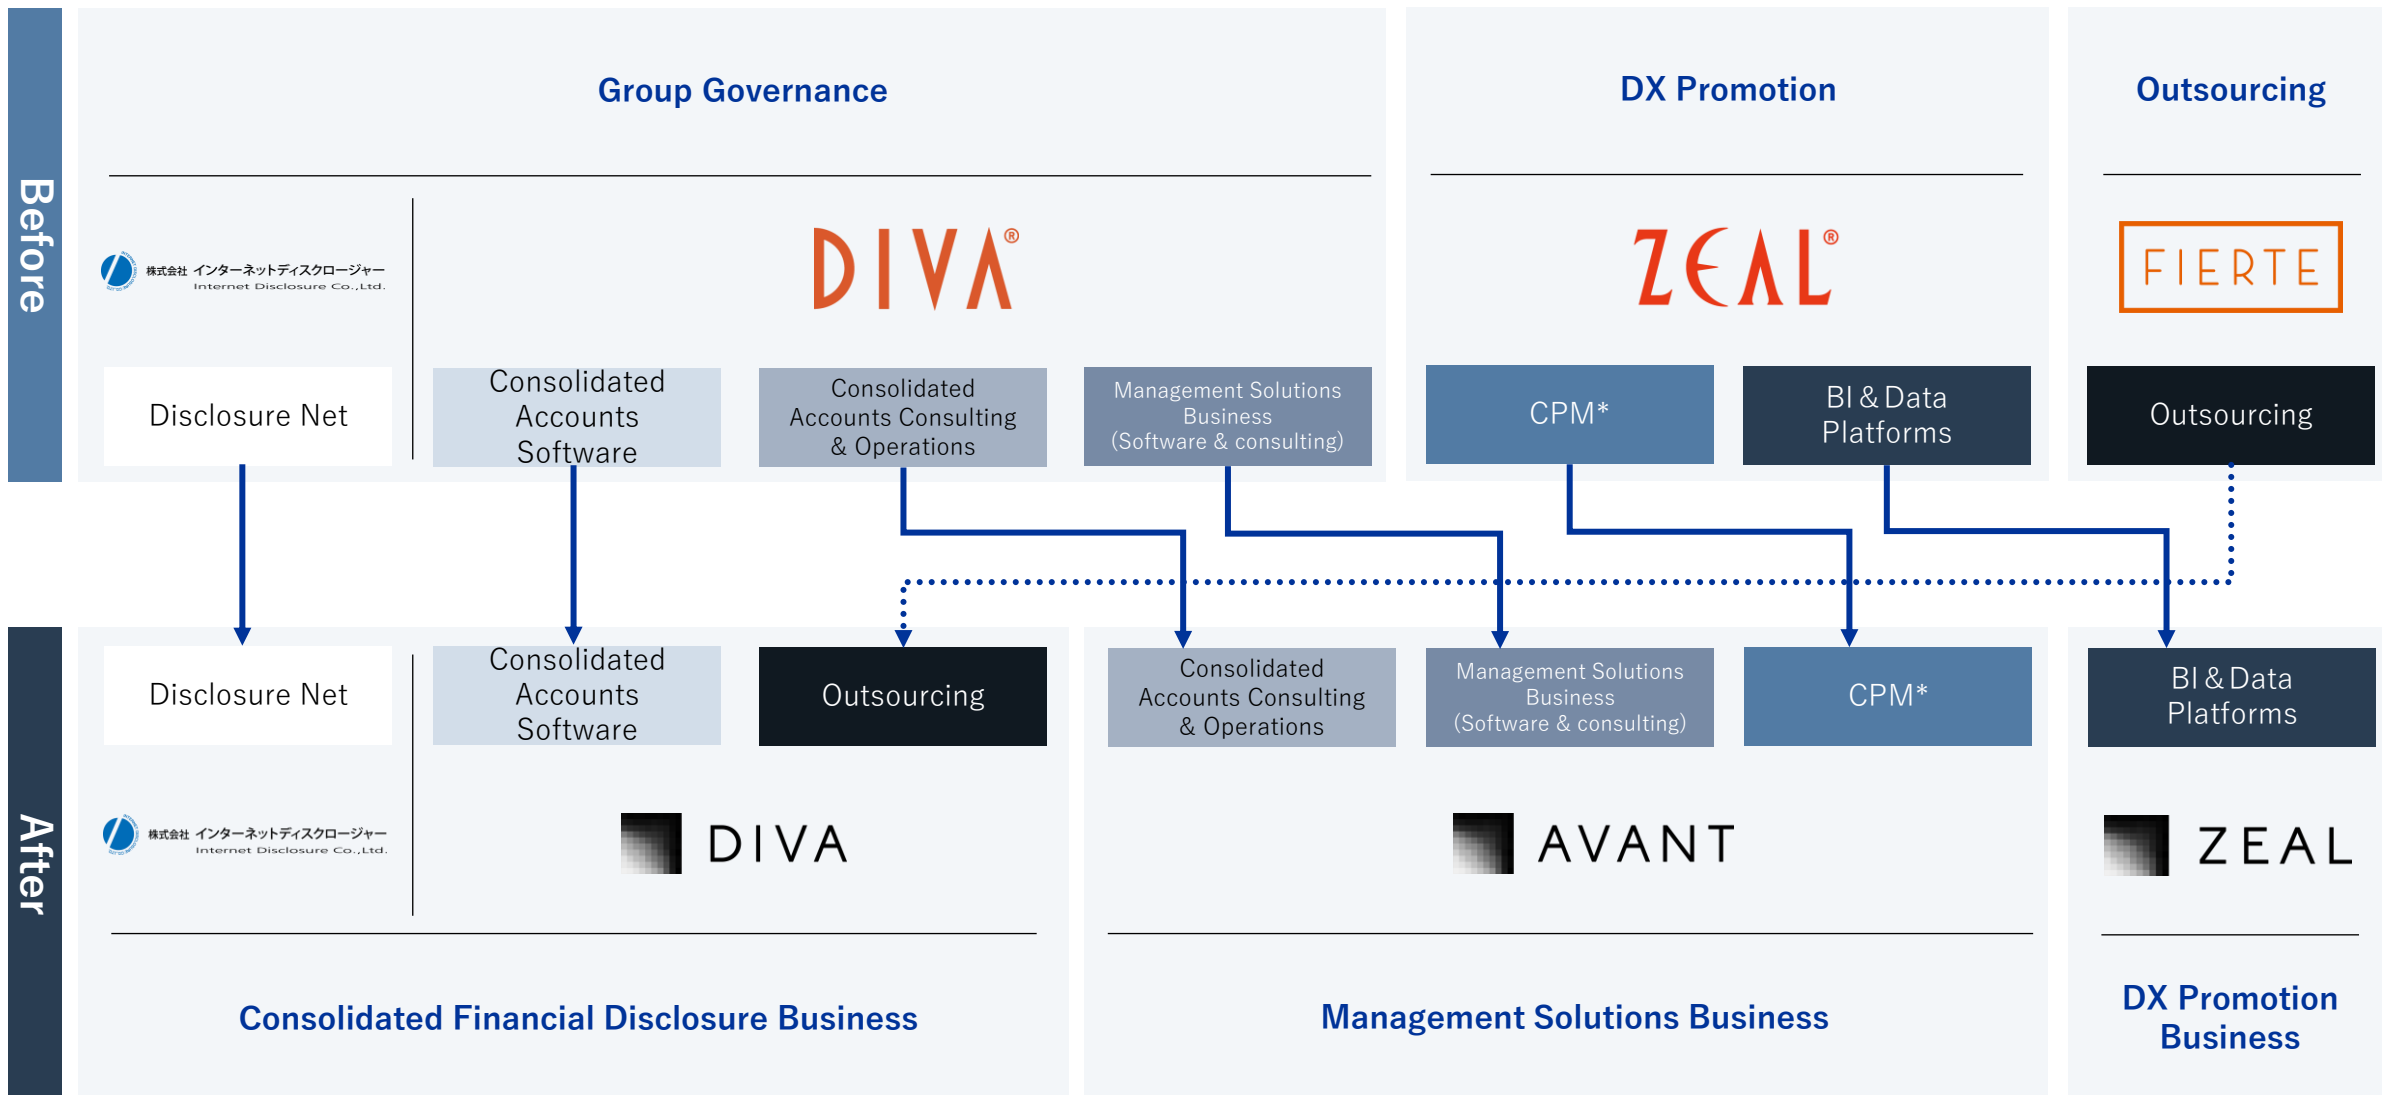 Before
Group Governance
DX Promotion
Outsourcing
株式会社 インターネットディスクロージャー
Internet Disclosure Co.,Ltd.
DIVA®
ZEAL®
FIERTE
Disclosure Net
Consolidated
Accounts
Software
Consolidated
Accounts Consulting
& Operations
Management Solutions
Business
(Software & consulting)
CPM*
BI & Data
Platforms
Outsourcing
After
Disclosure Net
Consolidated
Accounts
Software
Outsourcing
Consolidated
Accounts Consulting
& Operations
Management Solutions
Business
(Software & consulting)
CPM*
BI & Data
Platforms
株式会社 インターネットディスクロージャー
Internet Disclosure Co.,Ltd.
DIVA
AVANT
ZEAL
Consolidated Financial Disclosure Business
Management Solutions Business
DX Promotion
Business